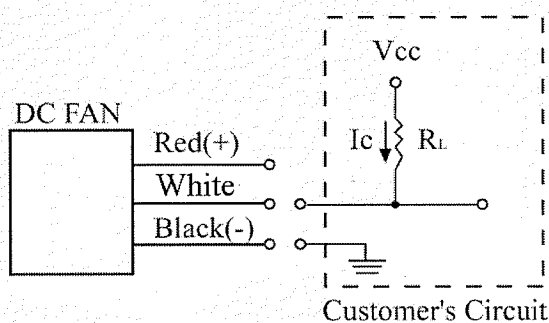 Vcc
DC FAN
Red(+)
Ic
RL
White
Black(-)
Customer's Circuit